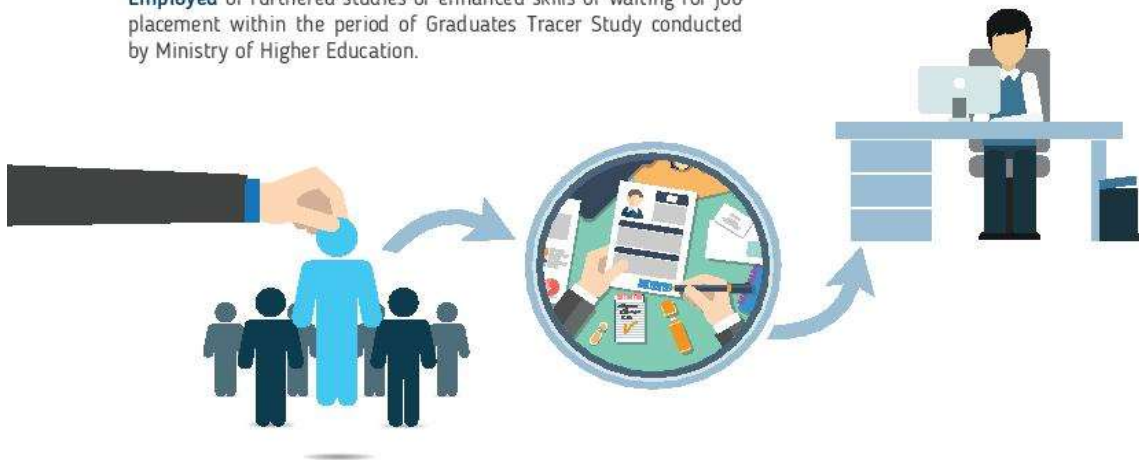 Employed or furthered studies or enhanced skills or waiting for job
placement within the period of Graduates Tracer Study conducted
by Ministry of Higher Education.